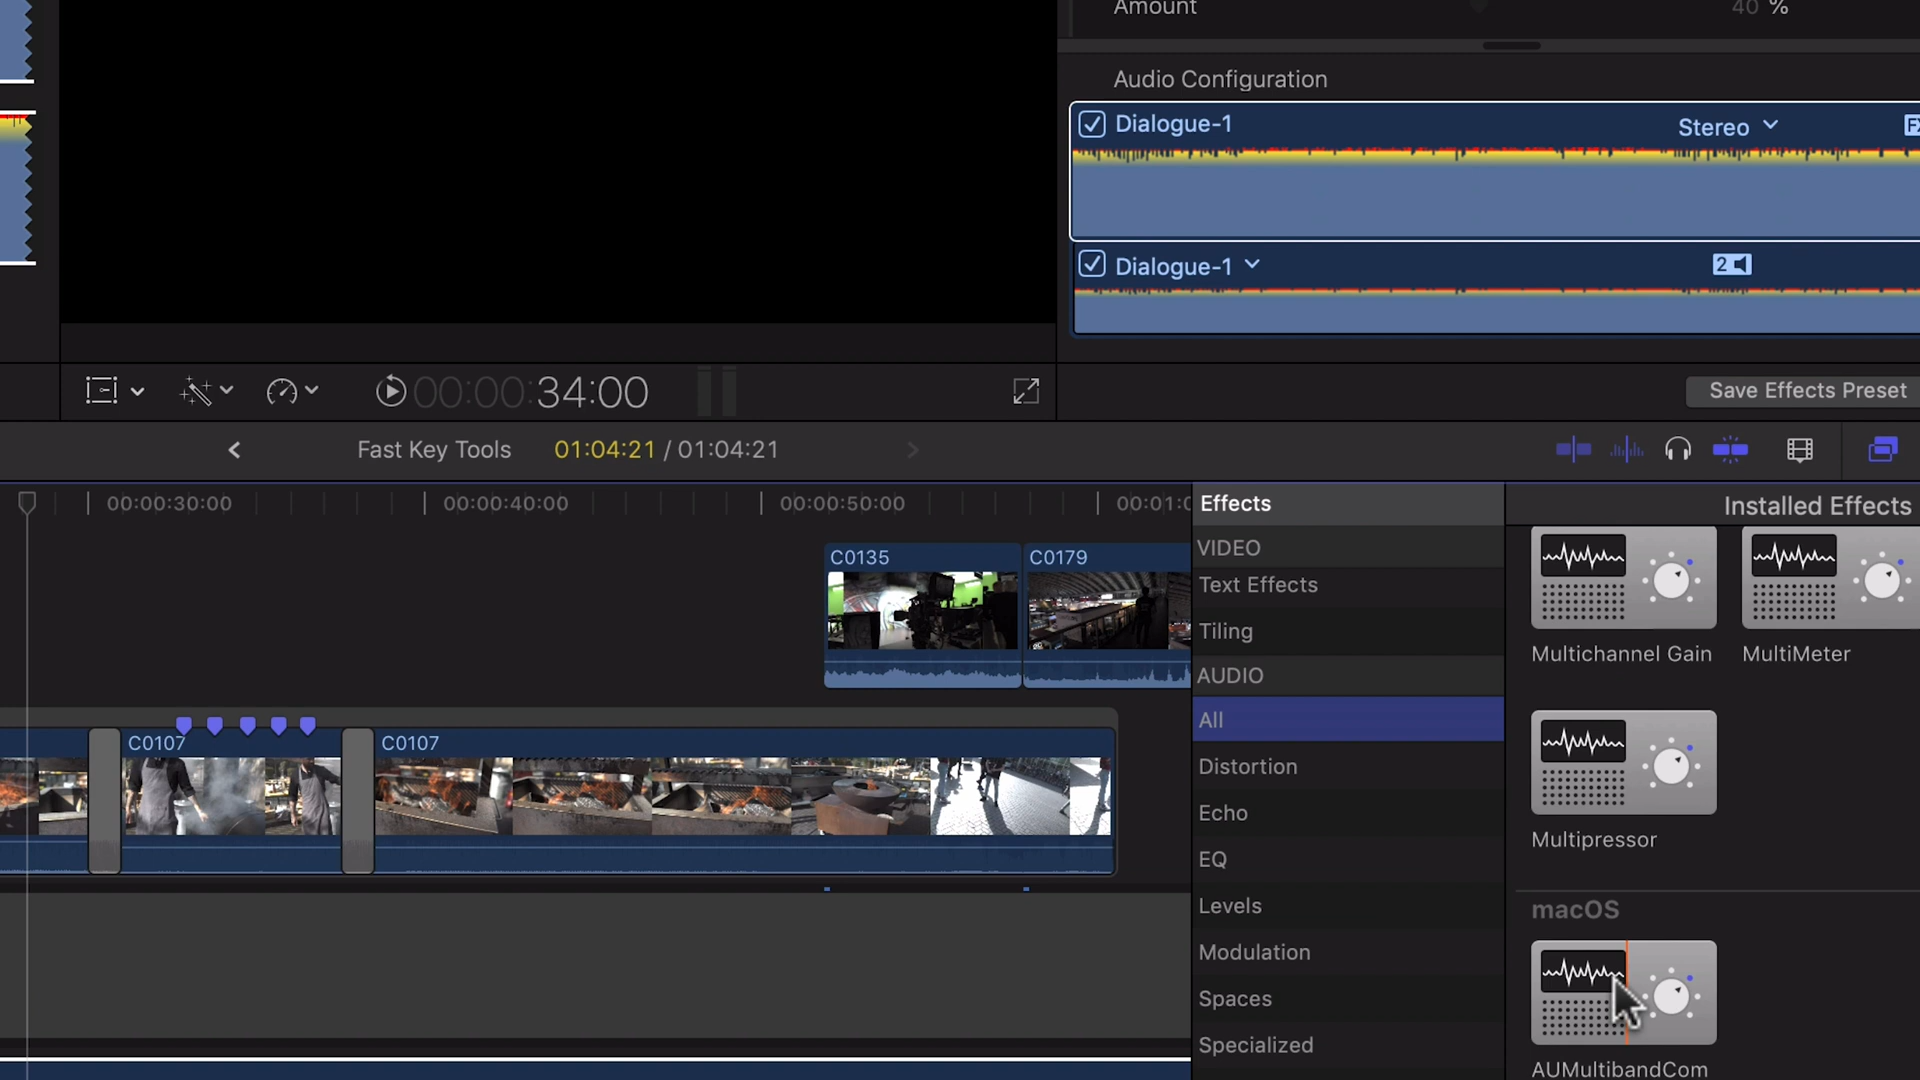 Amount
40 %
Audio Configuration
Dialogue-1
Stereo
Dialogue-1
2
00:00:34:00
Save Effects Preset
Fast Key Tools
01:04:21 / 01:04:21
00:00:30:00
00:00:40:00
00:00:50:00
Effects
Installed Effects
C0135
C0179
VIDEO
Text Effects
Tiling
Multichannel Gain
MultiMeter
AUDIO
All
C0107
C0107
Distortion
Echo
Multipressor
EQ
Levels
macOS
Modulation
Spaces
Specialized
AUMultibandCom